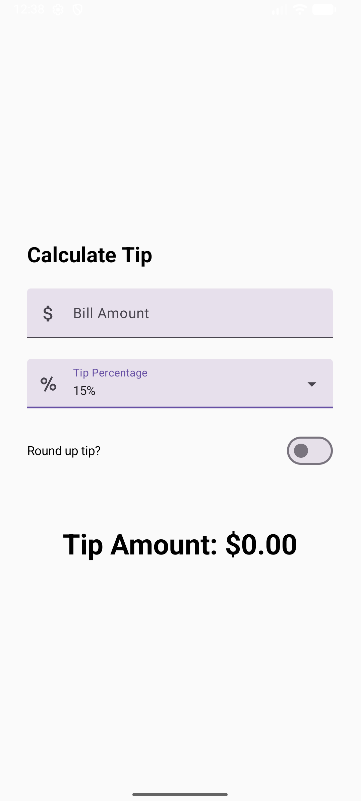 Calculate Tip
$ Bill Amount
Tip Percentage
% 15%
Round up tip?
Tip Amount: $0.00